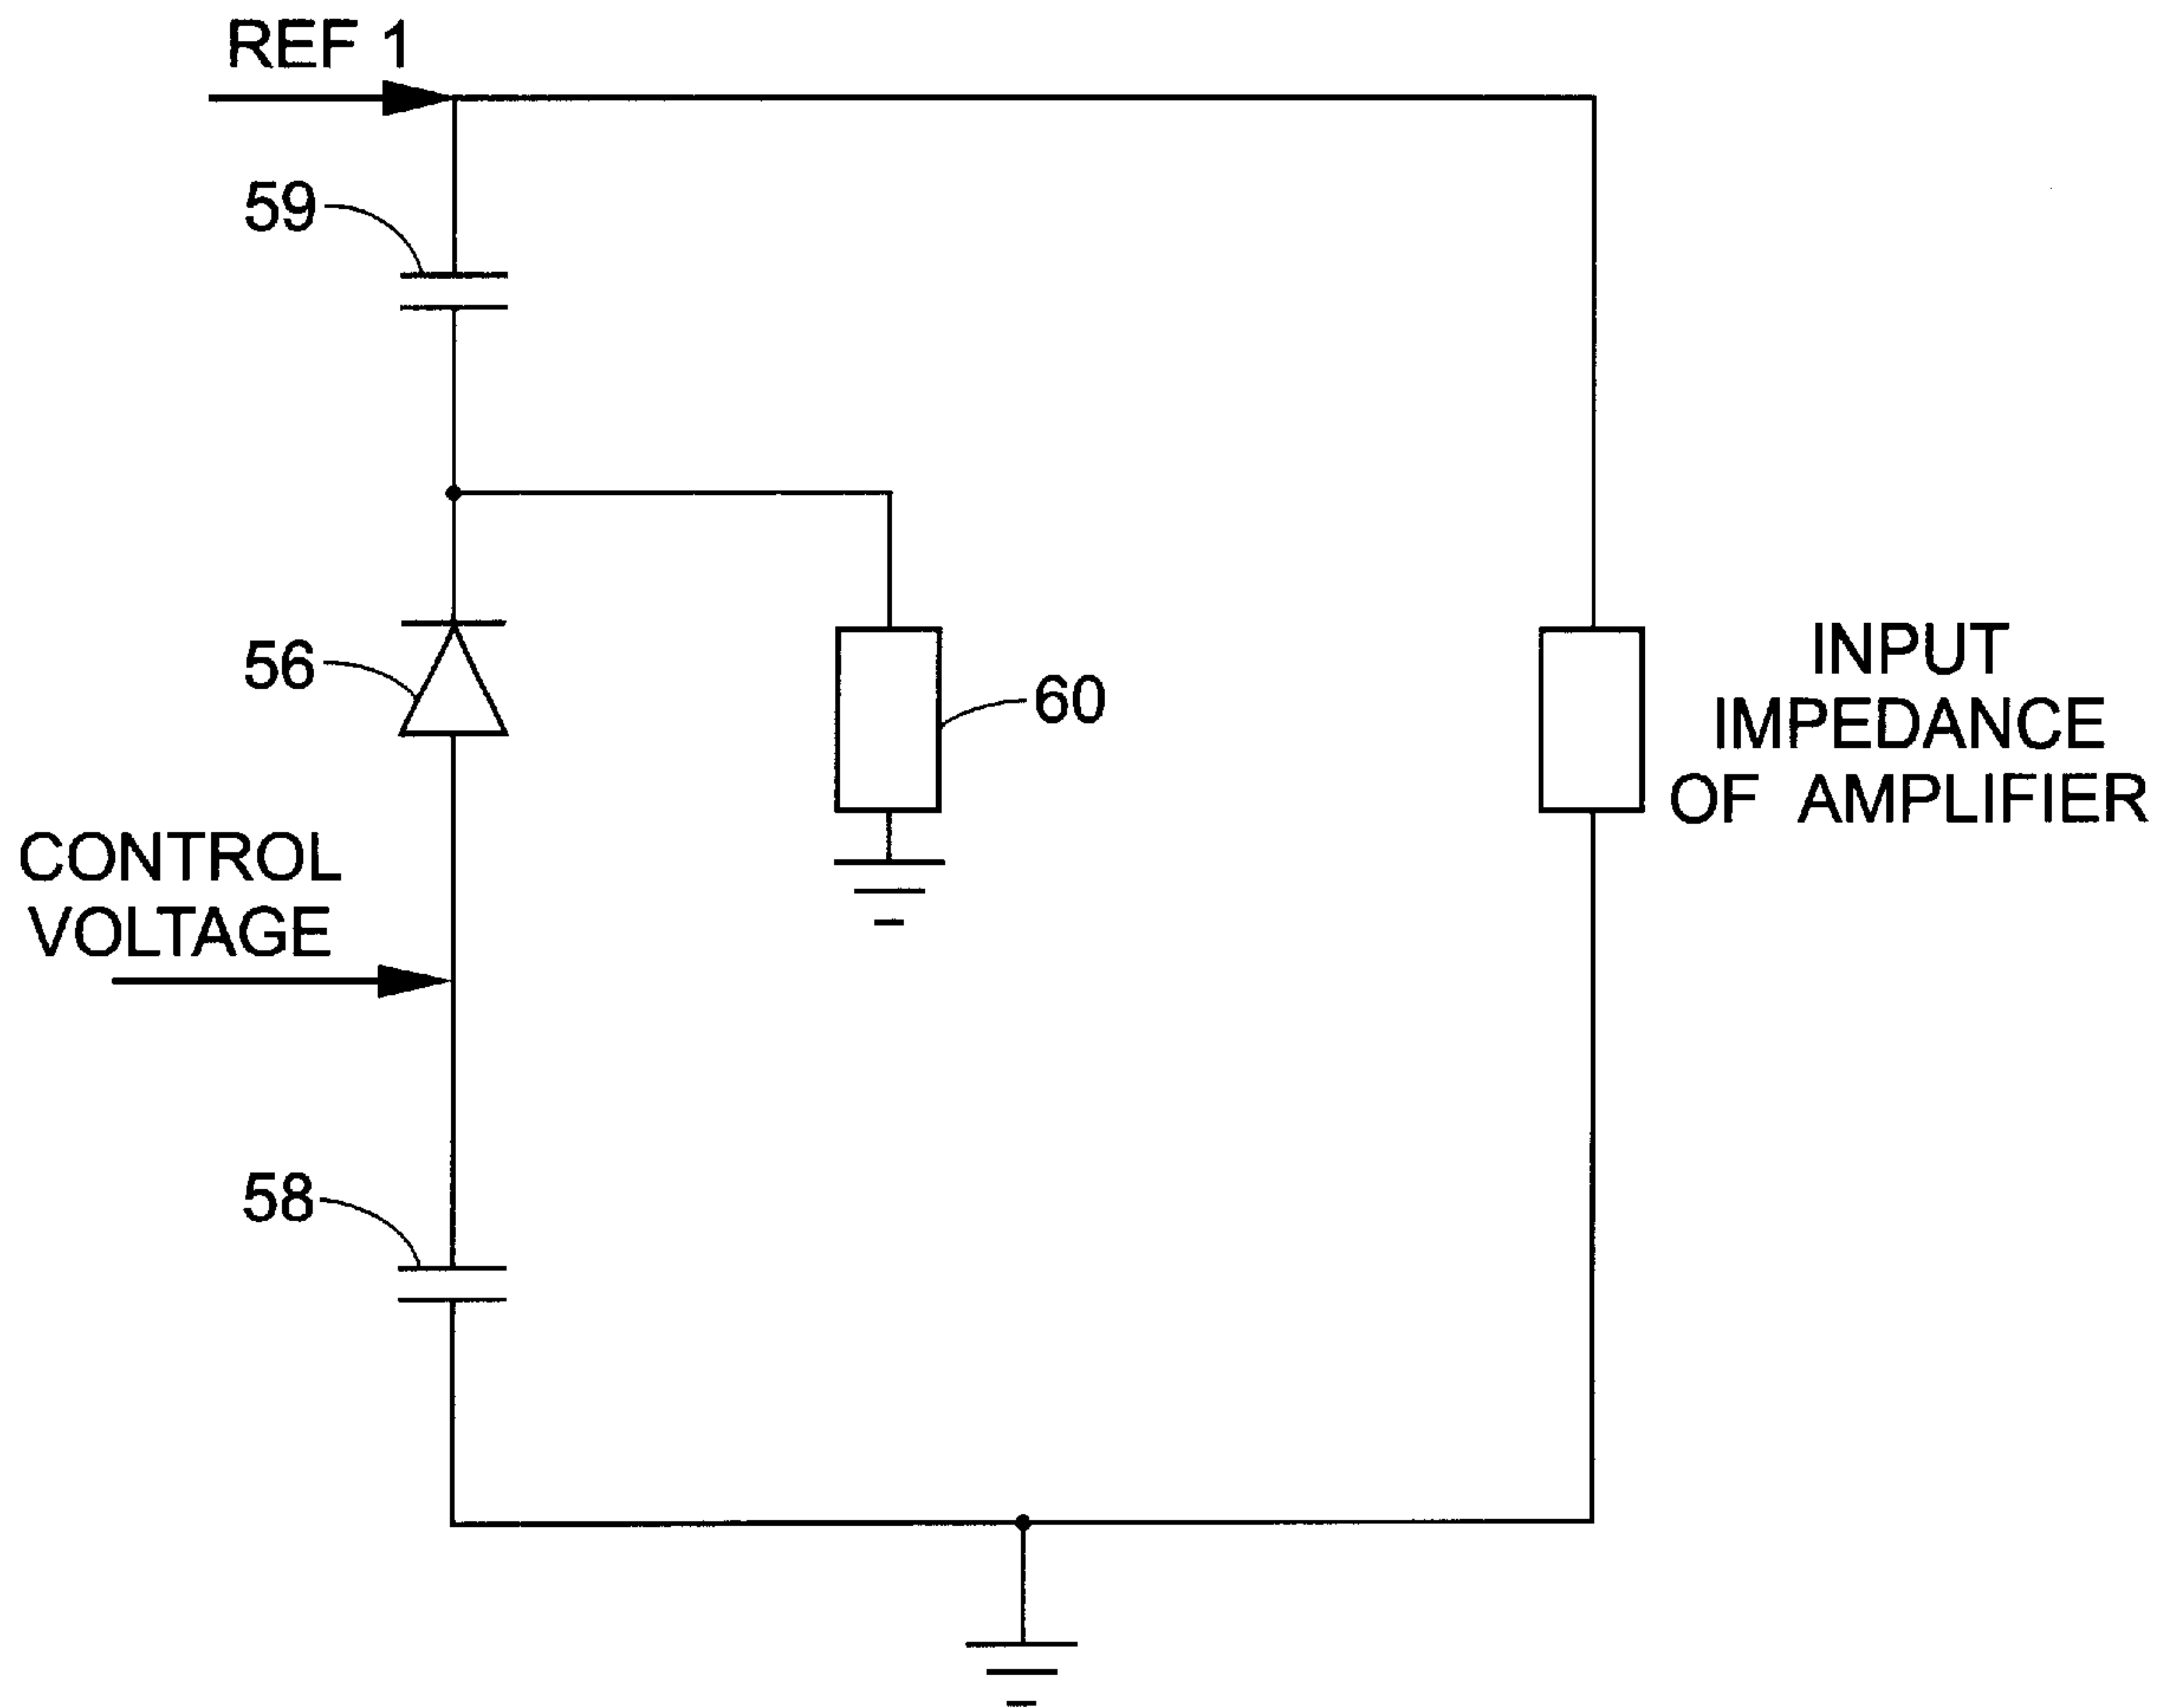 REF 1
59
56
60
INPUT
IMPEDANCE
OF AMPLIFIER
CONTROL
VOLTAGE
58